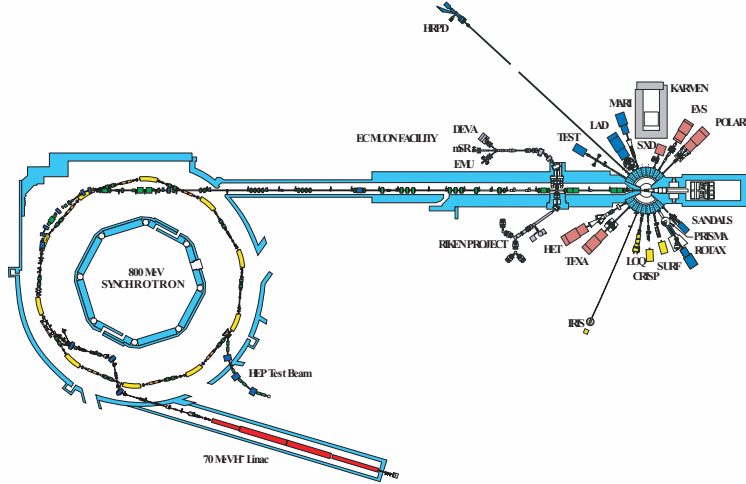 HRPD
KARMEN
MARI
EVS
POLAR
LAD
EC MUON FACILITY
DEVA
mSR
EMU
TEST
SXD
SANDALS
PRISMA
ROTAX
HET
TFXA
LOQ
SURF
CRISP
RIKEN PROJECT
IRIS
800 MeV
SYNCHROTRON
HEP Test Beam
70 MeV H⁻ Linac